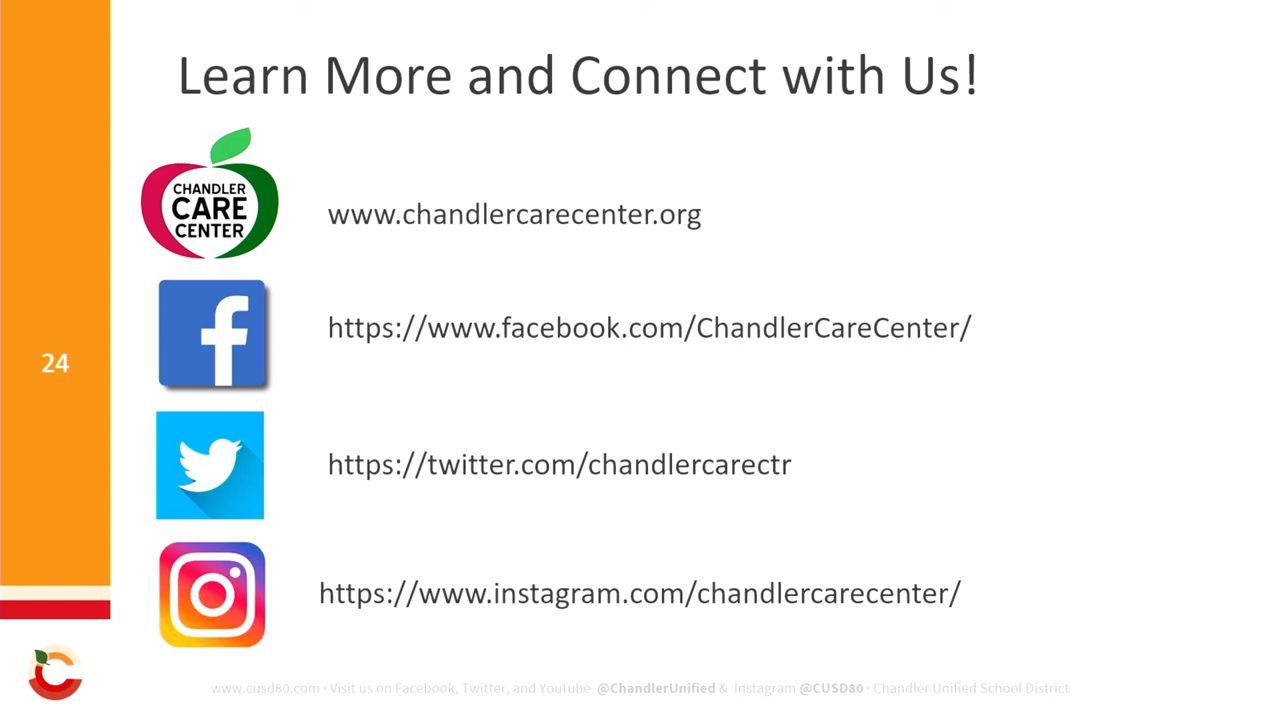 Learn More and Connect with Us!
CHANDLER
CARE
CENTER
www.chandlercarecenter.org
https://www.facebook.com/ChandlerCareCenter/
24
https://twitter.com/chandlercarectr
https://www.instagram.com/chandlercarecenter/
www.cusd80.com · Visit us on Facebook, Twitter, and Youtube @ChandlerUnified & Instagram @CUSD80 · Chandler Unified School District